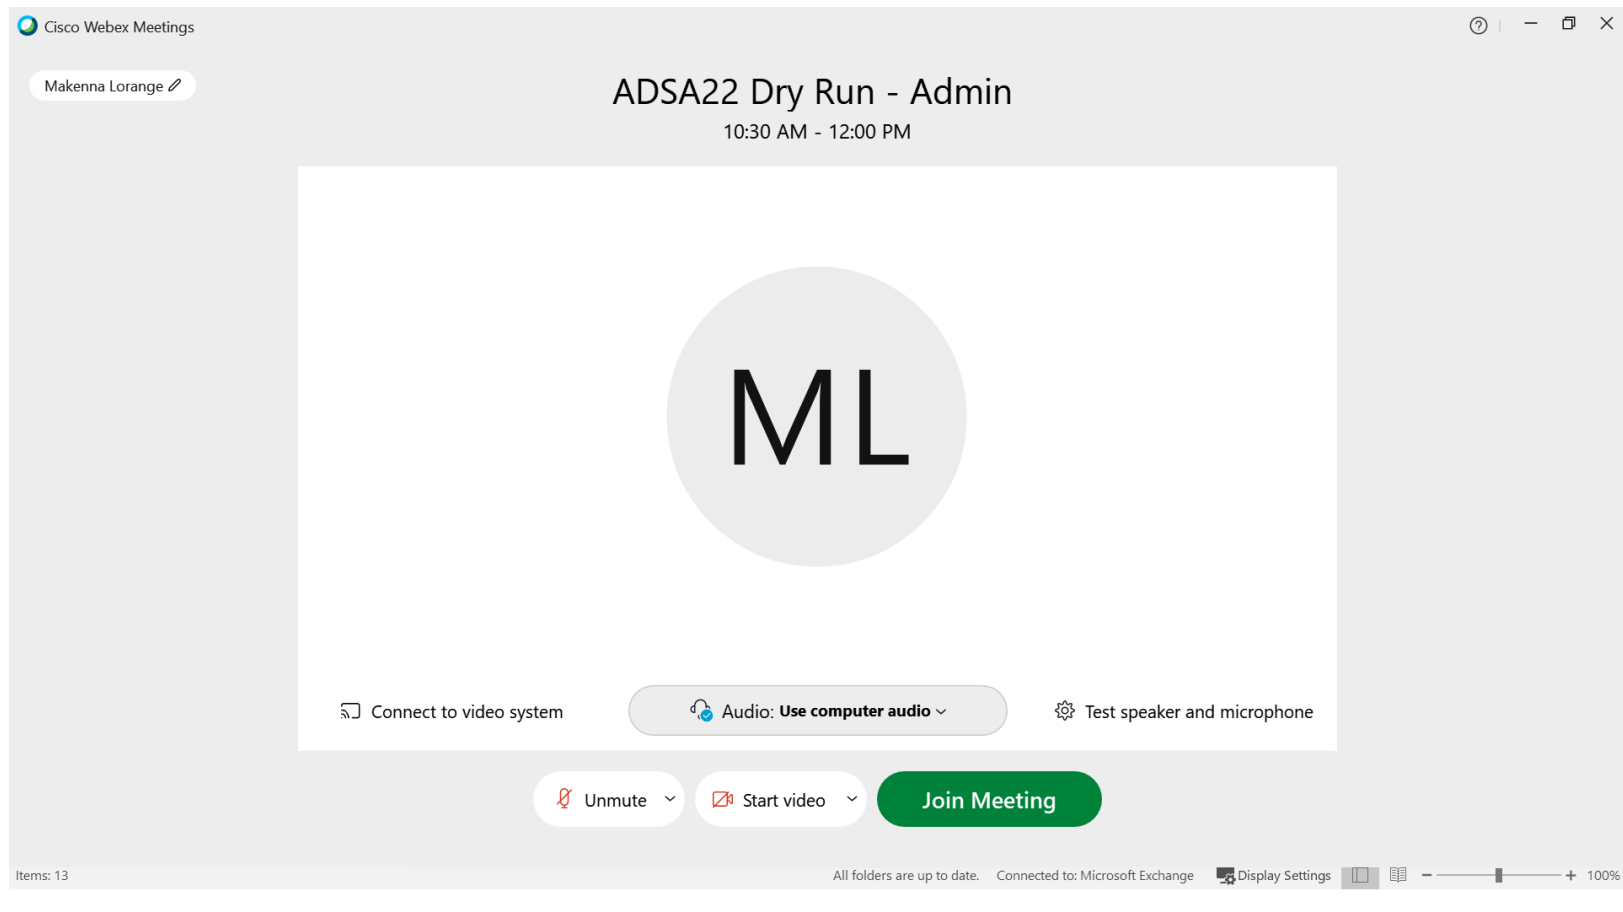 Cisco Webex Meetings
Makenna Lorange
ADSA22 Dry Run - Admin
10:30 AM - 12:00 PM
ML
Connect to video system
Audio: Use computer audio
Test speaker and microphone
Unmute
Start video
Join Meeting
Items: 13
All folders are up to date.
Connected to: Microsoft Exchange
Display Settings
100%